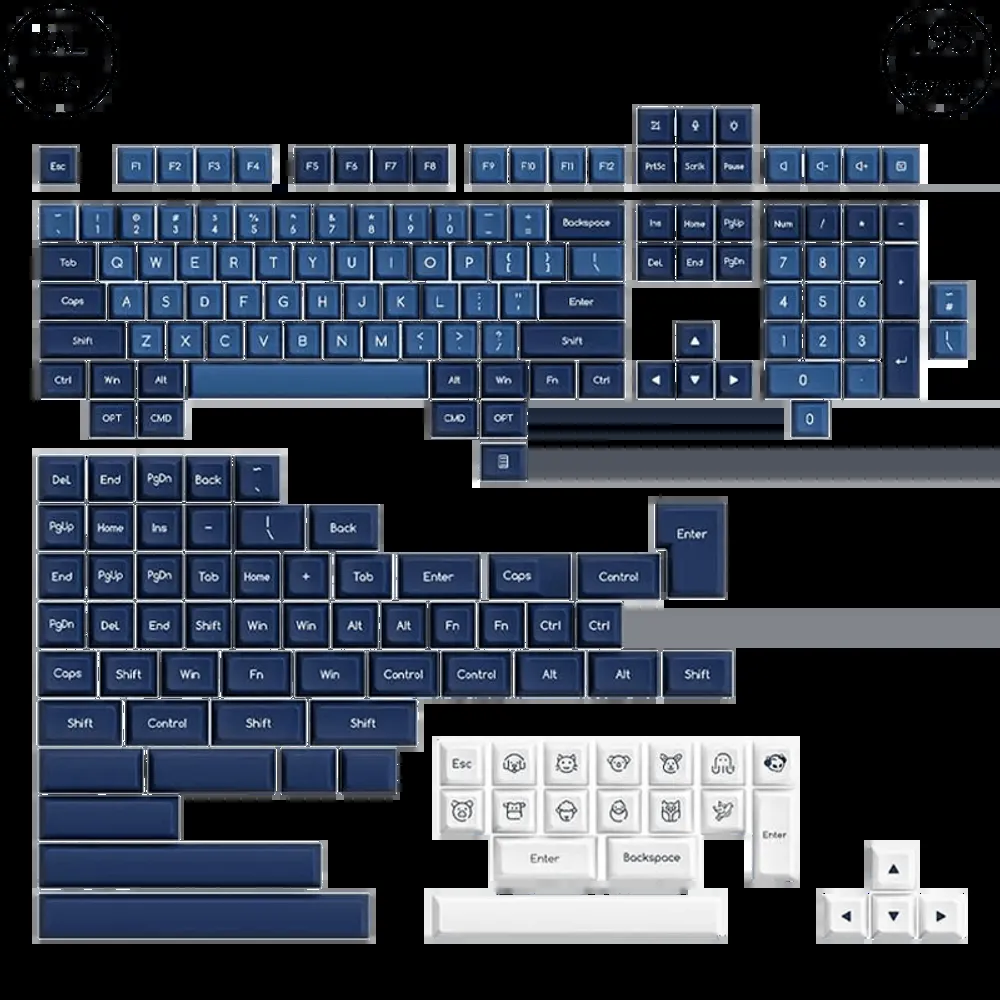 PrtSc Scrlk Pause
Esc F1 F2 F3 F4 F5 F6 F7 F8 F9 F10 F11 F12
~ ` ! 1 @ 2 # 3 $ 4 % 5 ^ 6 & 7 * 8 ( 9 ) 0 _ - + = Backspace Ins Home PgUp Num / * -
Tab Q W E R T Y U I O P { [ } ] | \ Del End PgDn 7 8 9 +
Caps A S D F G H J K L : ; " ' Enter 4 5 6 ~ #
Shift Z X C V B N M < , > . ? / Shift 1 2 3 | \
Ctrl Win Alt Alt Win Fn Ctrl 0 .
OPT CMD CMD OPT 0
Del End PgDn Back ~ `
PgUp Home Ins - | \ Back Enter
End PgUp PgDn Tab Home + Tab Enter Caps Control
PgDn Del End Shift Win Win Alt Alt Fn Fn Ctrl Ctrl
Caps Shift Win Fn Win Control Control Alt Alt Shift
Shift Control Shift Shift
Esc
Enter
Enter Backspace